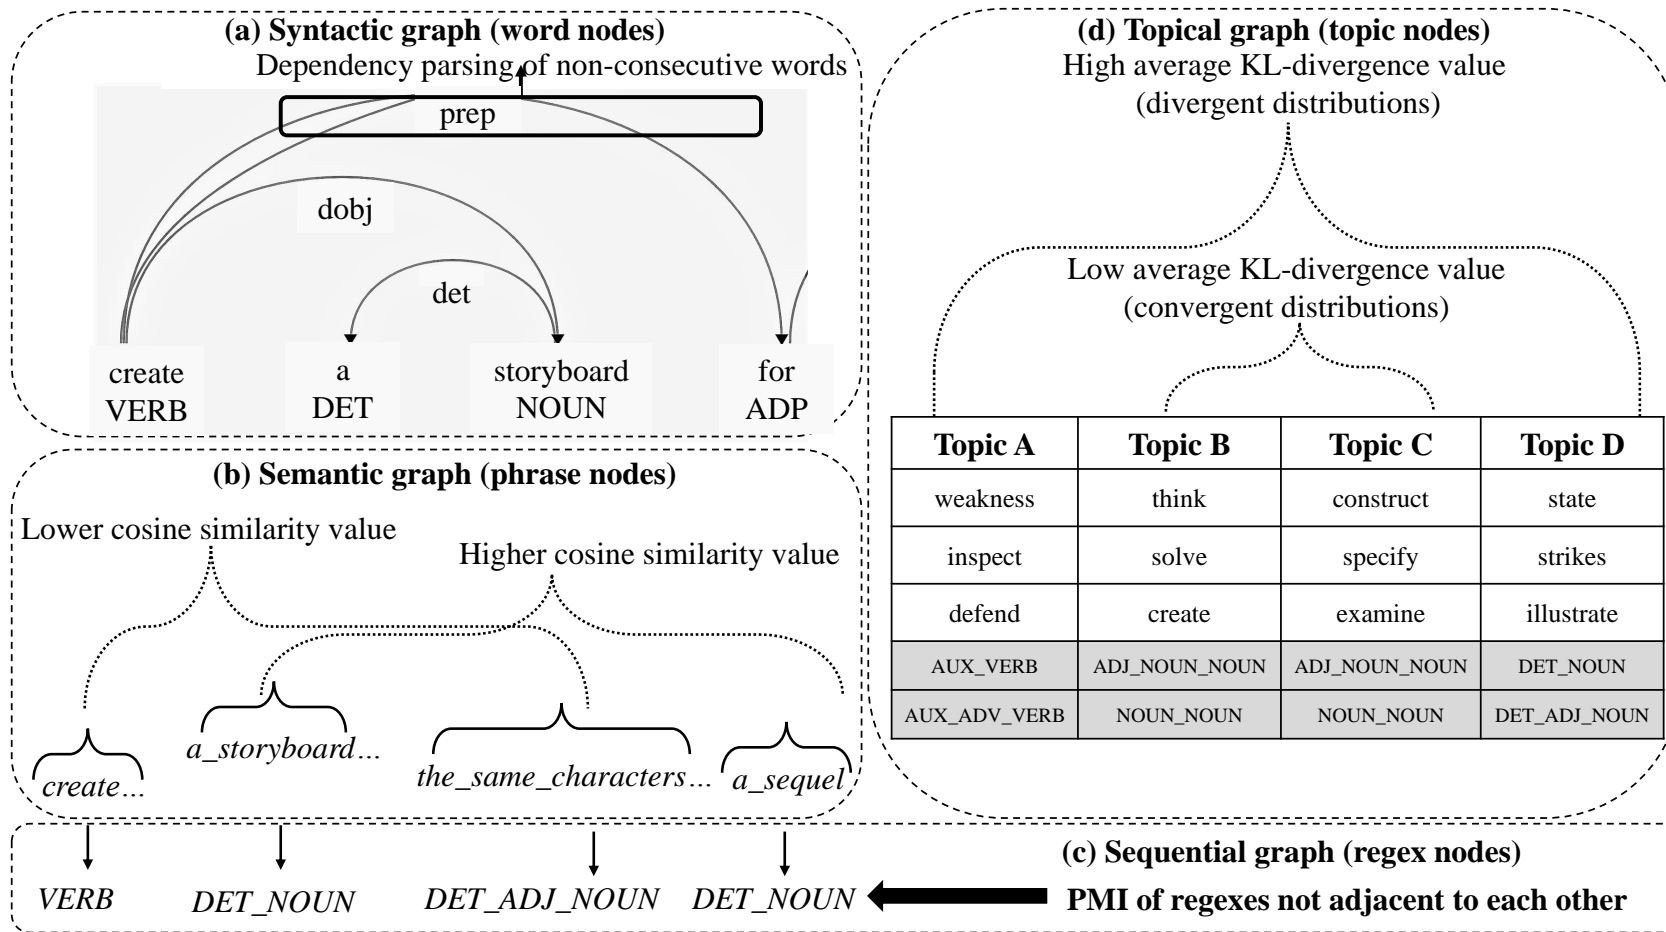 (a) Syntactic graph (word nodes)
Dependency parsing of non-consecutive words
prep
dobj
det
create
VERB
a
DET
storyboard
NOUN
for
ADP
(b) Semantic graph (phrase nodes)
Lower cosine similarity value
Higher cosine similarity value
create...
a_storyboard...
the_same_characters...
a_sequel
(c) Sequential graph (regex nodes)
VERB
DET_NOUN
DET_ADJ_NOUN
DET_NOUN
PMI of regexes not adjacent to each other
(d) Topical graph (topic nodes)
High average KL-divergence value
(divergent distributions)
Low average KL-divergence value
(convergent distributions)
Topic A Topic B Topic C Topic D
weakness think construct state
inspect solve specify strikes
defend create examine illustrate
AUX_VERB ADJ_NOUN_NOUN ADJ_NOUN_NOUN DET_NOUN
AUX_ADV_VERB NOUN_NOUN NOUN_NOUN DET_ADJ_NOUN